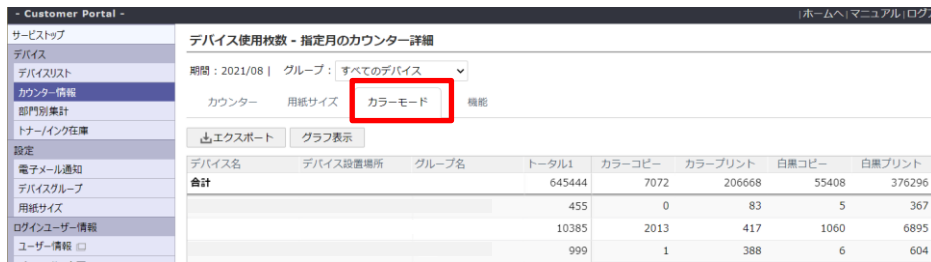 - Customer Portal -
|ホームへ|マニュアル|ログ
サービストップ
デバイス
デバイスリスト
カウンター情報
部門別集計
トナー/インク在庫
設定
電子メール通知
デバイスグループ
用紙サイズ
ログインユーザー情報
ユーザー情報
デバイス使用枚数 - 指定月のカウンター詳細
期間：2021/08 | グループ： すべてのデバイス
カウンター 用紙サイズ カラーモード 機能
エクスポート グラフ表示
デバイス名 デバイス設置場所 グループ名 トータル1 カラーコピー カラープリント 白黒コピー 白黒プリント
合計 645444 7072 206668 55408 376296
455 0 83 5 367
10385 2013 417 1060 6895
999 1 388 6 604